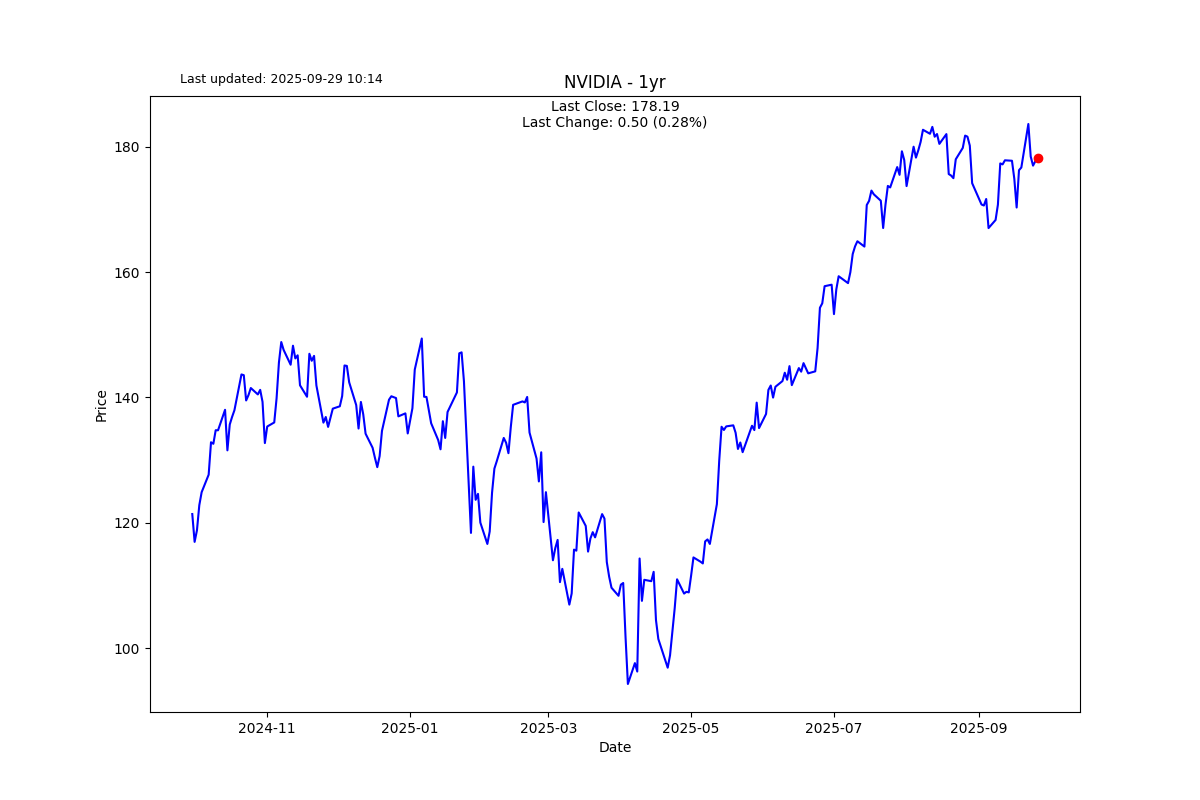 Last updated: 2025-09-29 10:14
NVIDIA - 1yr
Last Close: 178.19
Last Change: 0.50 (0.28%)
180
160
140
120
100
Price
2024-11
2025-01
2025-03
2025-05
2025-07
2025-09
Date